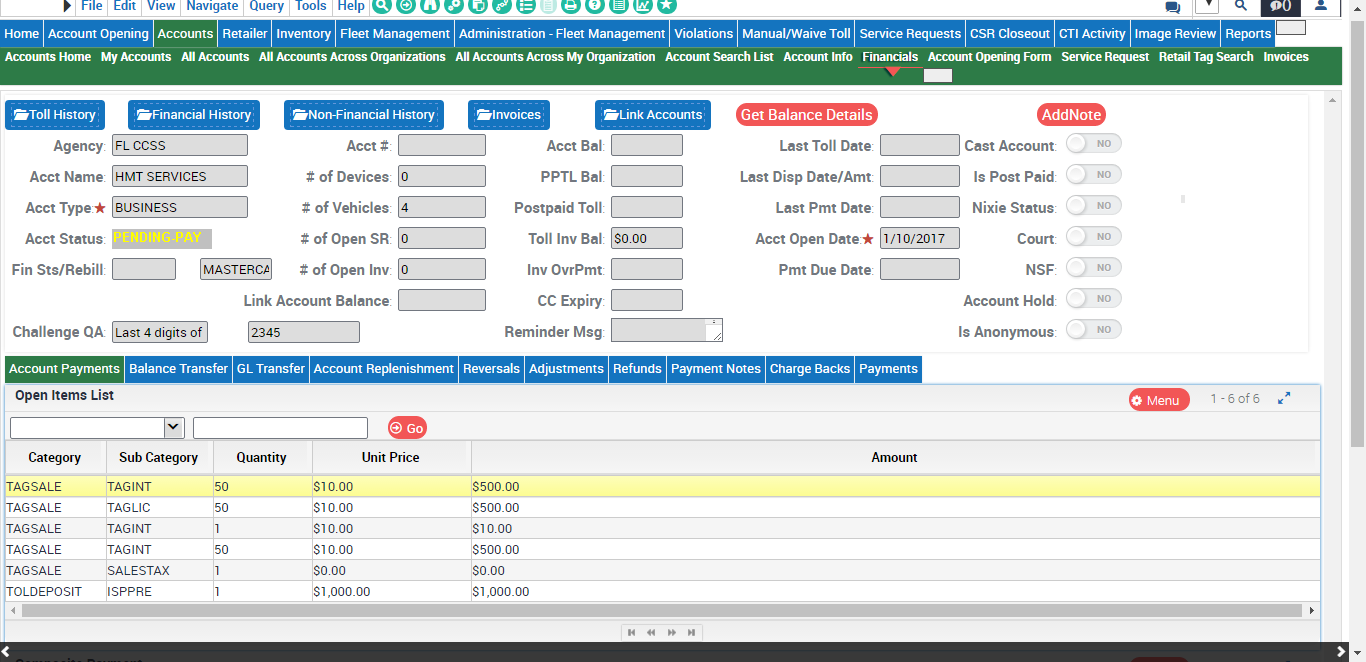 File Edit View Navigate Query Tools Help 0
Home Account Opening Accounts Retailer Inventory Fleet Management Administration - Fleet Management Violations Manual/Waive Toll Service Requests CSR Closeout CTI Activity Image Review Reports
Accounts Home My Accounts All Accounts All Accounts Across Organizations All Accounts Across My Organization Account Search List Account Info Financials Account Opening Form Service Request Retail Tag Search Invoices
Toll History Financial History Non-Financial History Invoices Link Accounts Get Balance Details AddNote
Agency: FL CCSS Acct #: Acct Bal: Last Toll Date: Cast Account: NO
Acct Name: HMT SERVICES # of Devices: 0 PPTL Bal: Last Disp Date/Amt: Is Post Paid: NO
Acct Type: BUSINESS # of Vehicles: 4 Postpaid Toll: Last Pmt Date: Nixie Status: NO
Acct Status: PENDING-PAY # of Open SR: 0 Toll Inv Bal: $0.00 Acct Open Date: 1/10/2017 Court: NO
Fin Sts/Rebill: MASTERCA # of Open Inv: 0 Inv OvrPmt: Pmt Due Date: NSF: NO
Link Account Balance: CC Expiry: Account Hold: NO
Challenge QA: Last 4 digits of 2345 Reminder Msg: Is Anonymous: NO
Account Payments Balance Transfer GL Transfer Account Replenishment Reversals Adjustments Refunds Payment Notes Charge Backs Payments
Open Items List Menu 1 - 6 of 6
Go
Category Sub Category Quantity Unit Price Amount
TAGSALE TAGINT 50 $10.00 $500.00
TAGSALE TAGLIC 50 $10.00 $500.00
TAGSALE TAGINT 1 $10.00 $10.00
TAGSALE TAGINT 50 $10.00 $500.00
TAGSALE SALESTAX 1 $0.00 $0.00
TOLDEPOSIT ISPPRE 1 $1,000.00 $1,000.00